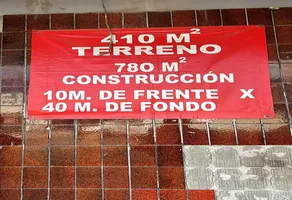 410 M²
TERRENO
780 M²
CONSTRUCCIÓN
10M. DE FRENTE X
40 M. DE FONDO